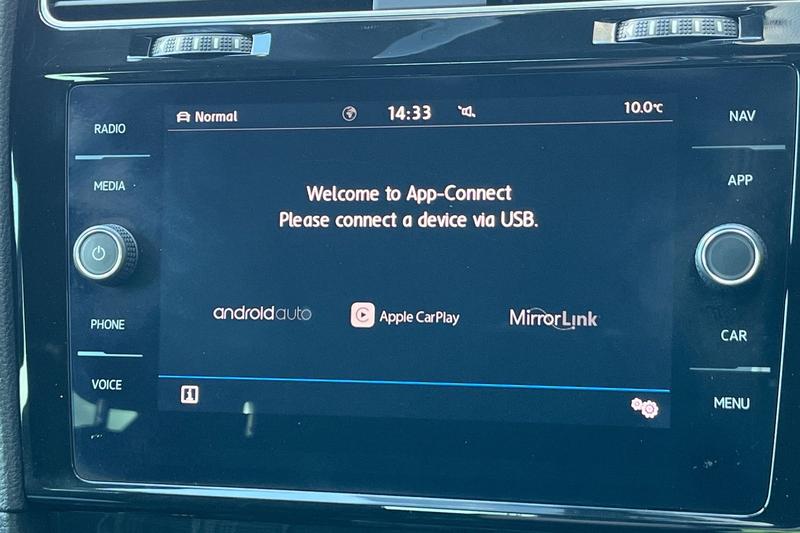 RADIO
MEDIA
PHONE
VOICE
Normal
14:33
10.0°C
Welcome to App-Connect
Please connect a device via USB.
androidauto
Apple CarPlay
MirrorLink
NAV
APP
CAR
MENU